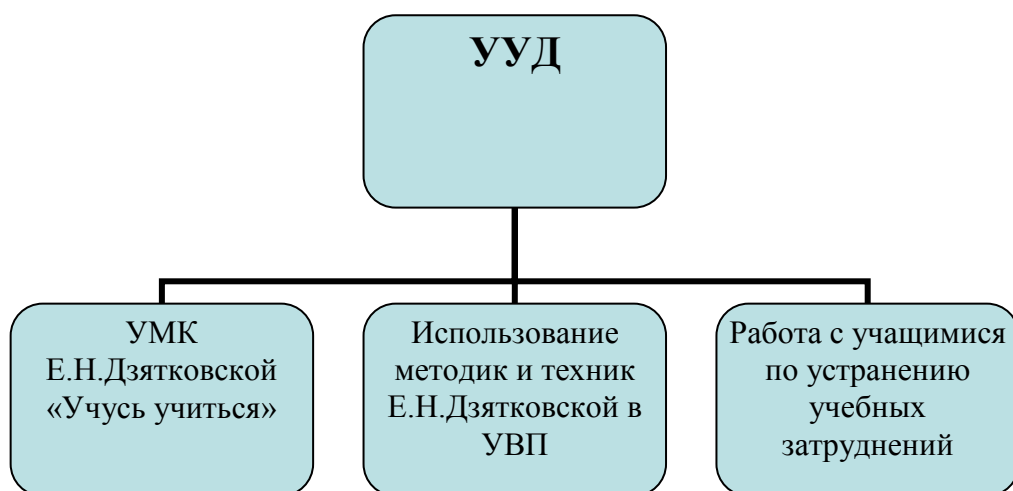 УУД
УМК
Е.Н.Дзятковской
«Учусь учиться»
Использование
методик и техник
Е.Н.Дзятковской в
УВП
Работа с учащимися
по устранению
учебных
затруднений